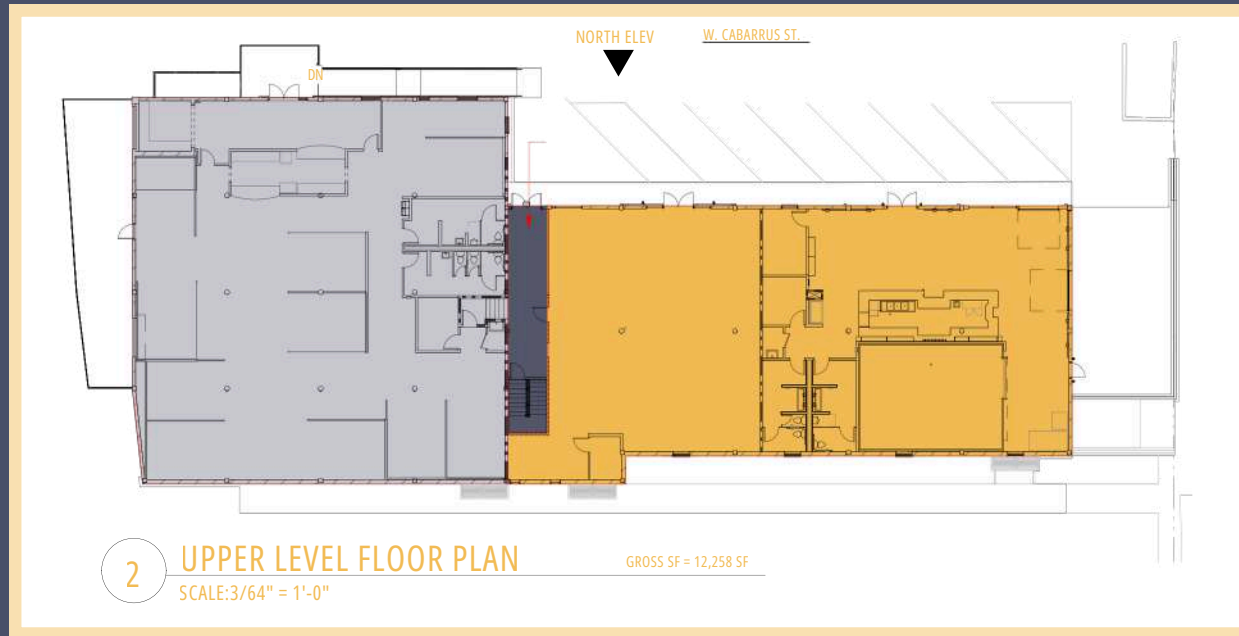 NORTH ELEV
W. CABARRUS ST.
DN
2
UPPER LEVEL FLOOR PLAN
GROSS SF = 12,258 SF
SCALE:3/64" = 1'-0"